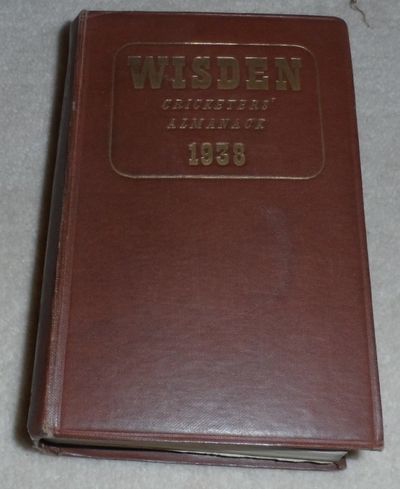 WISDEN
CRICKETERS'
ALMANACK
1938